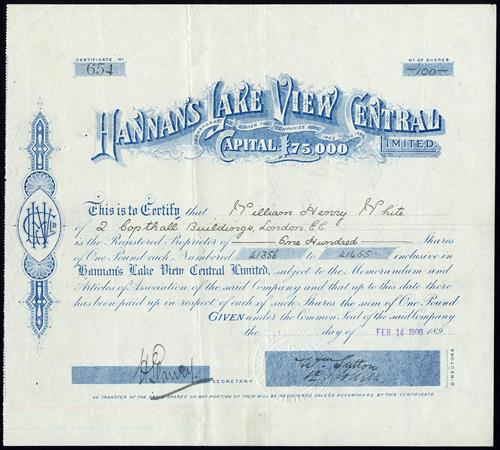 CERTIFICATE Nº
654
Nº OF SHARES
—100—
HANNAN'S LAKE VIEW CENTRAL
UNDER THE COMPANIES ACTS
LIMITED.
CAPITAL £75,000
This is to Certify that William Henry White
of 2 Copthall Buildings, London. E.C.
is the Registered Proprietor of One Hundred Shares
of One Pound each, Numbered 41356 to 41455 inclusive in
Hannan's Lake View Central Limited, subject to the Memorandum and
Articles of Association of the said Company and that up to this date there
has been paid up in respect of each of such Shares the sum of One Pound
GIVEN under the Common Seal of the said Company
the day of FEB 14 1900 189
SECRETARY
Wm Sutton
DIRECTORS
NO TRANSFER OF THE SHARES OR ANY PORTION OF THEM WILL BE REGISTERED UNLESS ACCOMPANIED BY THIS CERTIFICATE